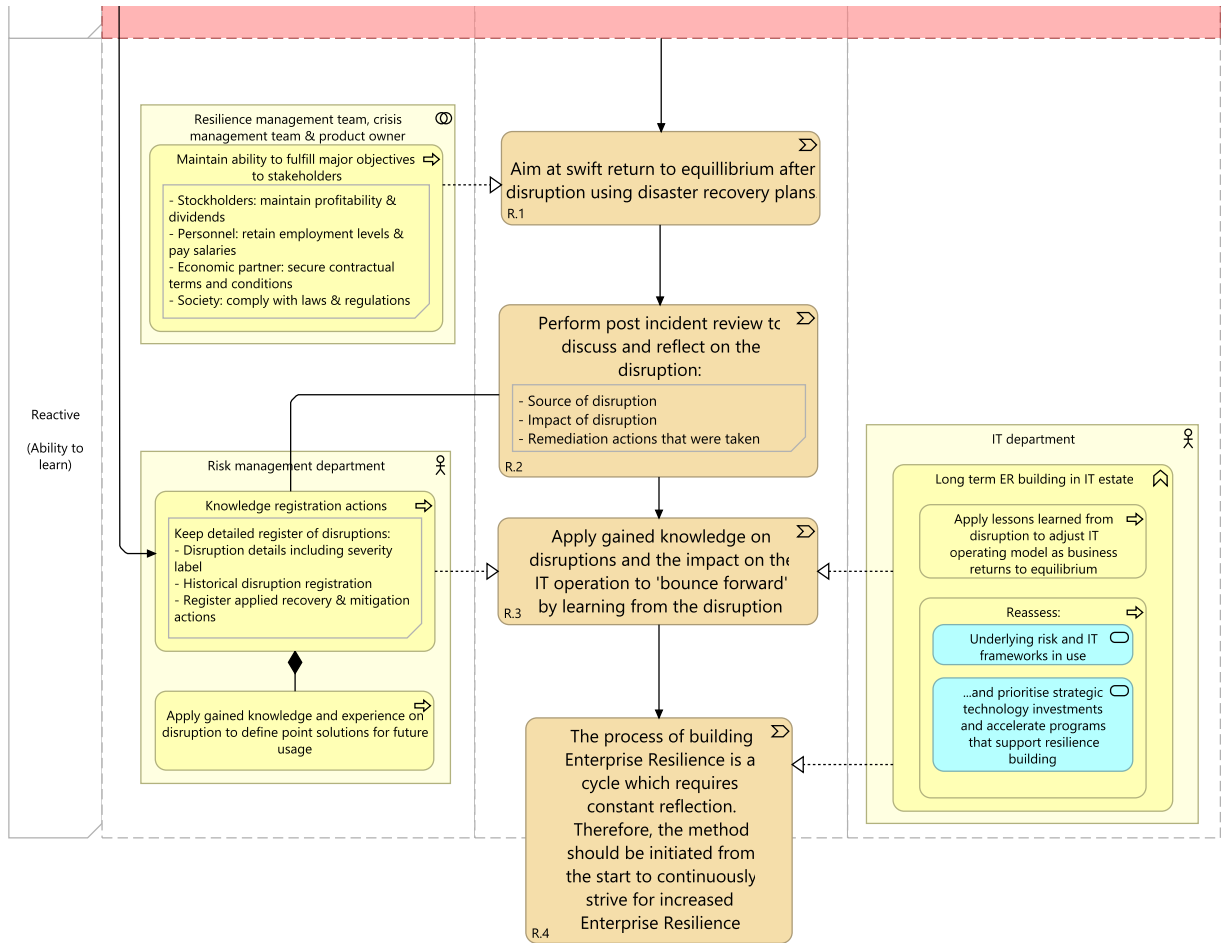 Reactive
(Ability to
learn)
Resilience management team, crisis
management team & product owner
Maintain ability to fulfill major objectives
to stakeholders
- Stockholders: maintain profitability &
dividends
- Personnel: retain employment levels &
pay salaries
- Economic partner: secure contractual
terms and conditions
- Society: comply with laws & regulations
Aim at swift return to equillibrium after
disruption using disaster recovery plans
R.1
Perform post incident review to
discuss and reflect on the
disruption:
- Source of disruption
- Impact of disruption
- Remediation actions that were taken
R.2
Risk management department
Knowledge registration actions
Keep detailed register of disruptions:
- Disruption details including severity
label
- Historical disruption registration
- Register applied recovery & mitigation
actions
Apply gained knowledge and experience on
disruption to define point solutions for future
usage
Apply gained knowledge on
disruptions and the impact on the
IT operation to 'bounce forward'
by learning from the disruption
R.3
The process of building
Enterprise Resilience is a
cycle which requires
constant reflection.
Therefore, the method
should be initiated from
the start to continuously
strive for increased
Enterprise Resilience
R.4
IT department
Long term ER building in IT estate
Apply lessons learned from
disruption to adjust IT
operating model as business
returns to equilibrium
Reassess:
Underlying risk and IT
frameworks in use
...and prioritise strategic
technology investments
and accelerate programs
that support resilience
building